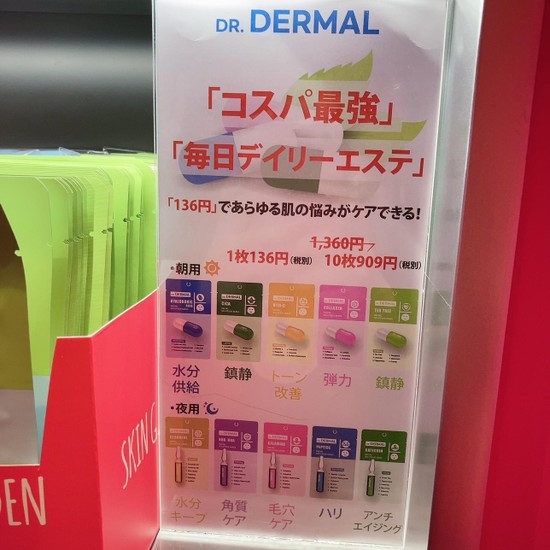 DR. DERMAL
「コスパ最強」
「毎日デイリーエステ」
「136円」であらゆる肌の悩みがケアできる!
1,360円
1枚136円(税別) 10枚909円(税別)
・朝用
水分供給
鎮静
トーン改善
弾力
鎮静
・夜用
水分キープ
角質ケア
毛穴ケア
ハリ
アンチエイジング
SKIN G
DEN